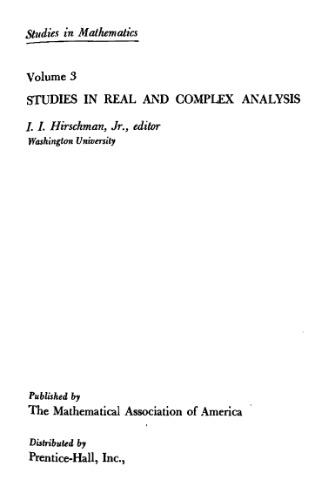 Studies in Mathematics
Volume 3
STUDIES IN REAL AND COMPLEX ANALYSIS
I. I. Hirschman, Jr., editor
Washington University
Published by
The Mathematical Association of America
Distributed by
Prentice-Hall, Inc.,